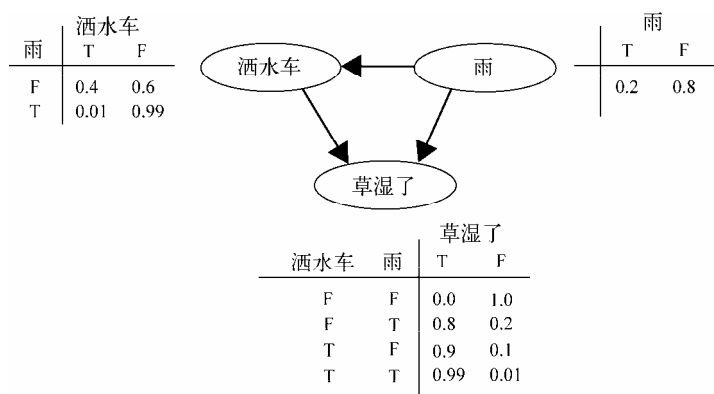 洒水车
雨 T F
F 0.4 0.6
T 0.01 0.99
洒水车
雨
雨
T F
0.2 0.8
草湿了
草湿了
洒水车 雨 T F
F F 0.0 1.0
F T 0.8 0.2
T F 0.9 0.1
T T 0.99 0.01